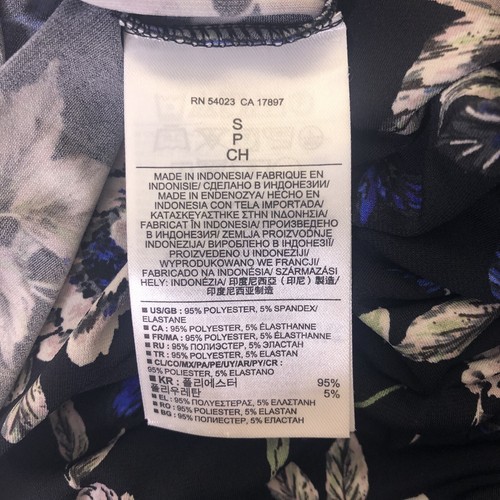 RN 54023 CA 17897
S
P
CH
MADE IN INDONESIA/ FABRIQUE EN
INDONISIE/ СДЕЛАНО В ИНДОНЕЗИИ/
MADE IN ENDENOZYA/ HECHO EN
INDONESIA CON TELA IMPORTADA/
ΚΑΤΑΣΚΕΥΑΣΤΗΚΕ ΣΤΗΝ ΙΝΔΟΝΗΣΙΑ/
FABRICAT ÎN INDONESIA/ ПРОИЗВЕДЕНО
В ИНДОНЕЗИЯ/ ZEMLJA PROIZVODNJE
INDONEZIJA/ ВИРОБЛЕНО В ІНДОНЕЗІЇ/
PROIZVEDENO U INDONEZIJI/
WYPRODUKOWANO WE FRANCJI/
FABRICADO NA INDONÉSIA/ SZÁRMAZÁSI
HELY: INDONÉZIA/ 印度尼西亞（印尼）製造/
印度尼西亚制造
■ US/GB : 95% POLYESTER, 5% SPANDEX/
ELASTANE
■ CA : 95% POLYESTER, 5% ÉLASTHANNE
■ FR/MA : 95% POLYESTER, 5% ÉLASTHANNE
■ RU : 95% ПОЛИЭСТЕР, 5% ЭЛАСТАН
■ TR : 95% POLYESTER, 5% ELASTAN
■ CL/CO/MX/PA/PE/UY/AR/PY/CR :
95% POLIESTER, 5% ELASTANO
■ KR : 폴리에스터 95%
폴리우레탄 5%
■ EL : 95% ΠΟΛΥΕΣΤΕΡΑΣ, 5% ΕΛΑΣΤΑΝΗ
■ RO : 95% POLIESTER, 5% ELASTAN
■ BG : 95% ПОЛИЕСТЕР, 5% ЕЛАСТАН